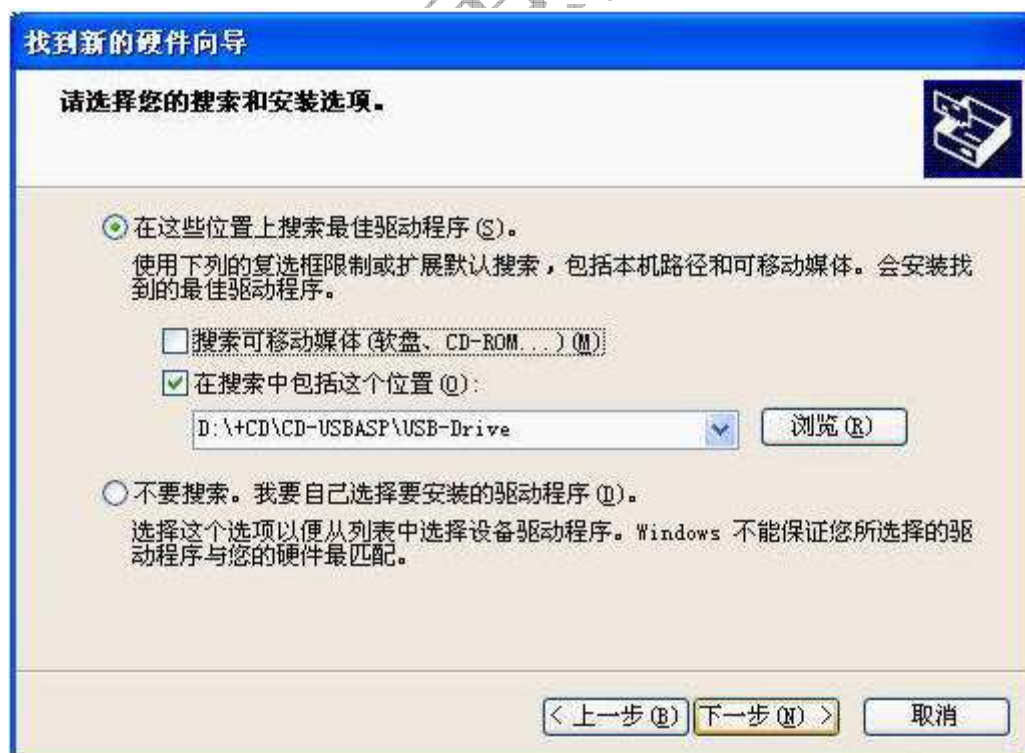 找到新的硬件向导
请选择您的搜索和安装选项。
在这些位置上搜索最佳驱动程序(S)。
使用下列的复选框限制或扩展默认搜索，包括本机路径和可移动媒体。会安装找
到的最佳驱动程序。
搜索可移动媒体(软盘、CD-ROM...)(M)
在搜索中包括这个位置(O):
D:\+CD\CD-USBASP\USB-Drive
浏览(R)
不要搜索。我要自己选择要安装的驱动程序(D)。
选择这个选项以便从列表中选择设备驱动程序。Windows 不能保证您所选择的驱
动程序与您的硬件最匹配。
< 上一步(B)
下一步(N) >
取消